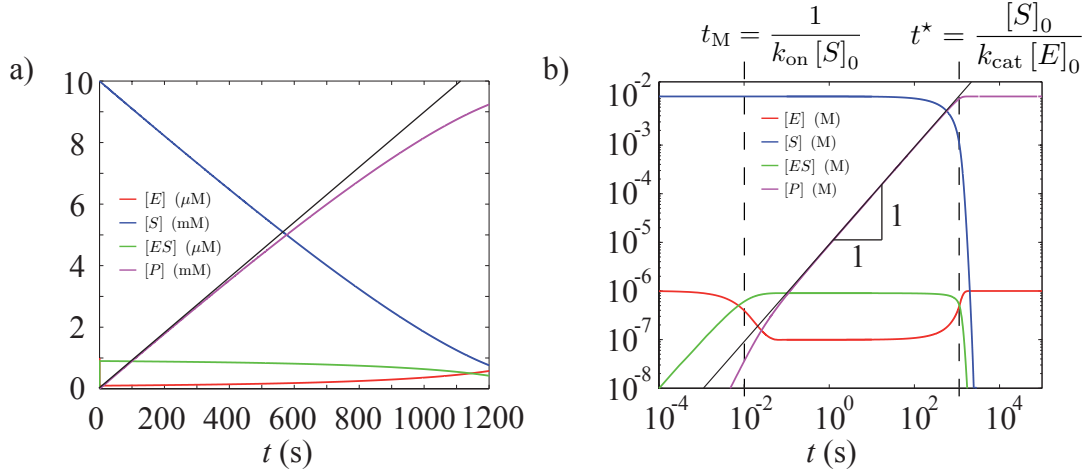 t_M = 1 / (k_on [S]_0)
t^⋆ = [S]_0 / (k_cat [E]_0)
a)
10
8
6
4
2
0
[E] (μM)
[S] (mM)
[ES] (μM)
[P] (mM)
0 200 400 600 800 1000 1200
t (s)
b)
10^-2
10^-3
10^-4
10^-5
10^-6
10^-7
10^-8
[E] (M)
[S] (M)
[ES] (M)
[P] (M)
1
1
10^-4 10^-2 10^0 10^2 10^4
t (s)